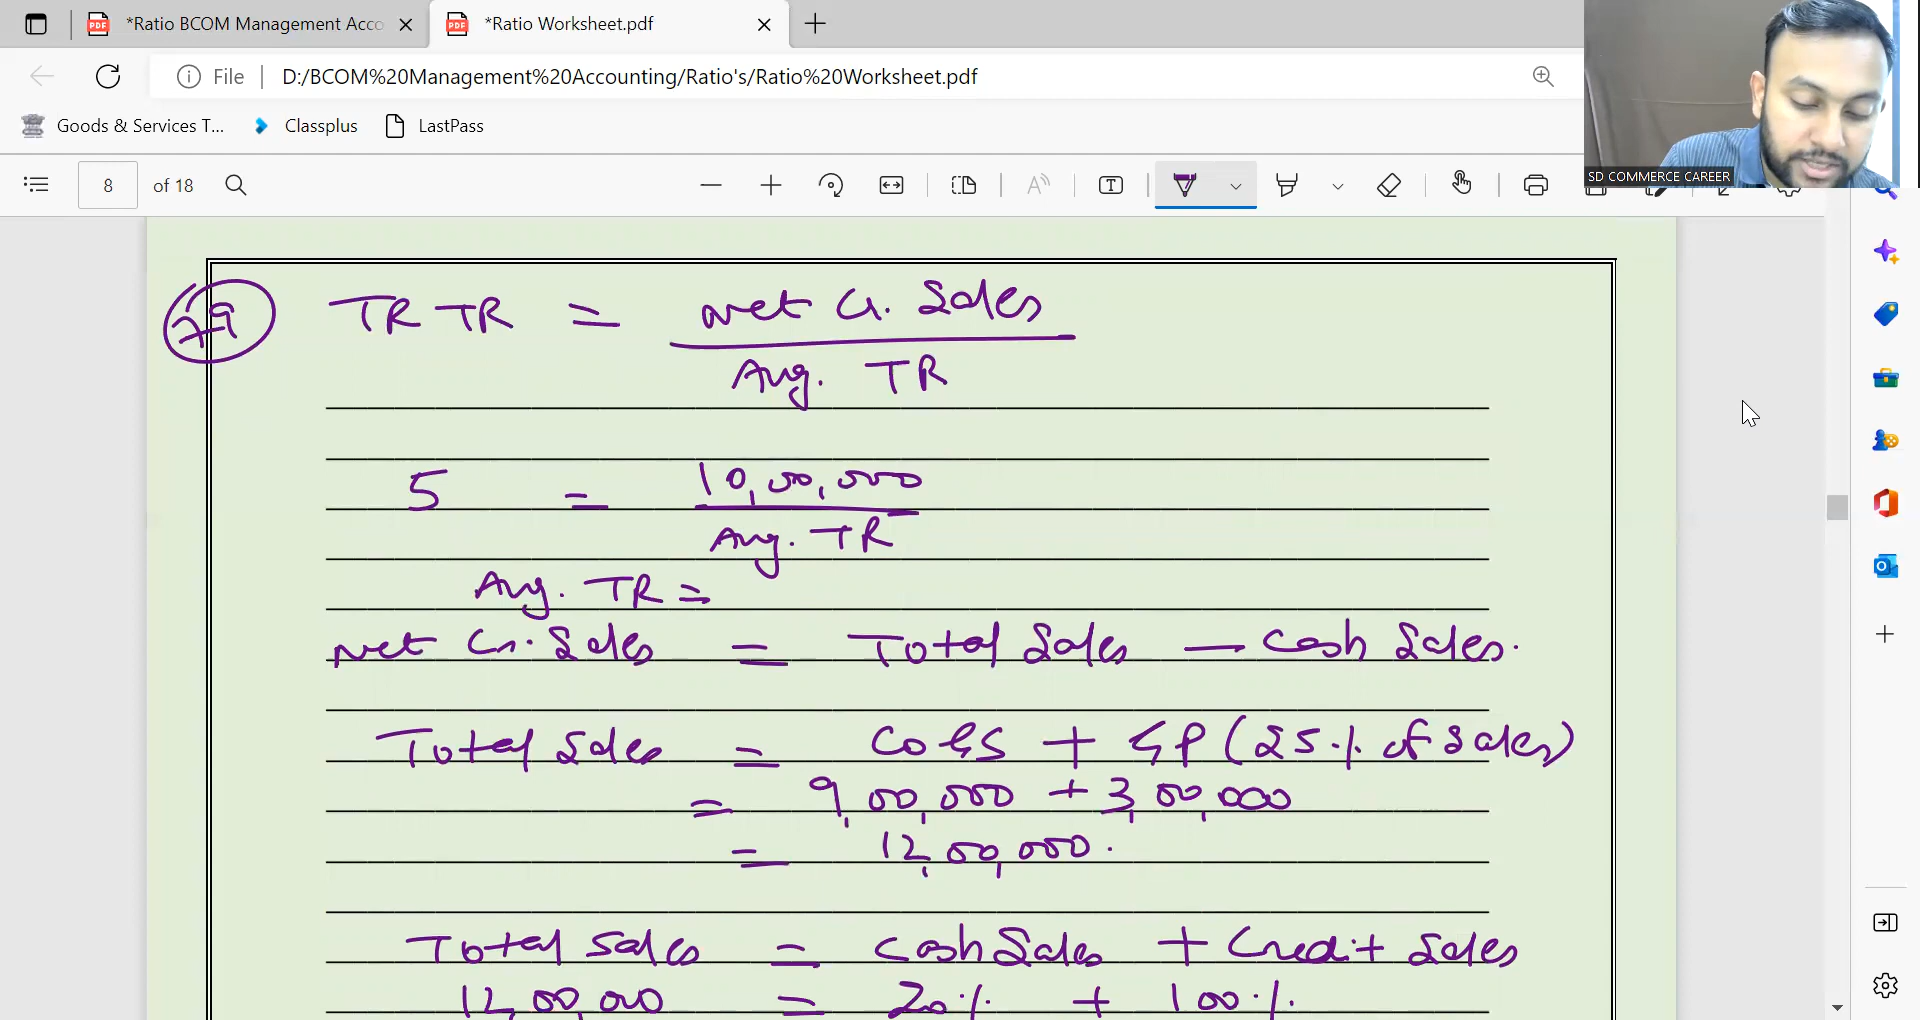 *Ratio BCOM Management Acco
*Ratio Worksheet.pdf
File
D:/BCOM%20Management%20Accounting/Ratio's/Ratio%20Worksheet.pdf
Goods & Services T...
Classplus
LastPass
8
of 18
SD COMMERCE CAREER
79
TR TR = Net Cr. Sales
Avg. TR
5 = 10,00,000
Avg. TR
Avg. TR =
Net Cr. Sales = Total Sales - Cash Sales.
Total Sales = COGS + GP (25% of Sales)
= 9,00,000 + 3,00,000
= 12,00,000.
Total Sales = Cash Sales + Credit Sales
12,00,000 = 20% + 100%